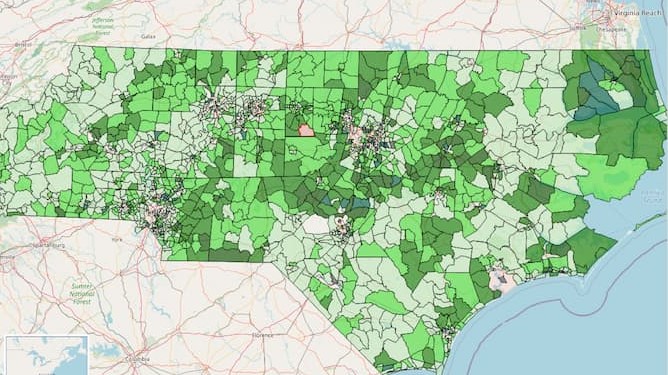 Virginia Beach
Chesapeake
Jefferson
National
Forest
Galax
Bristol
Spartanburg
York
Sumter
National
Forest
Florence
Columbia